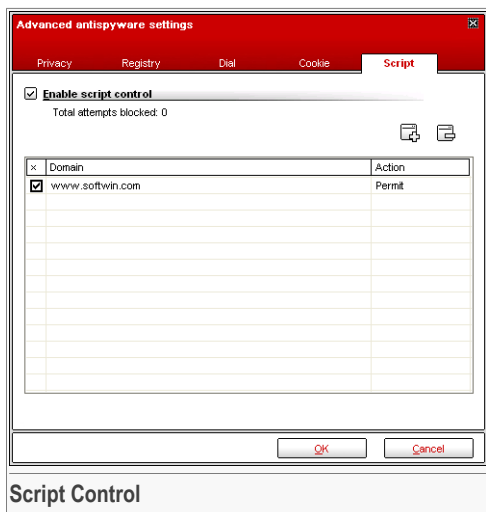 Advanced antispyware settings
Privacy Registry Dial Cookie Script
Enable script control
Total attempts blocked: 0
× Domain Action
www.softwin.com Permit
OK Cancel
Script Control